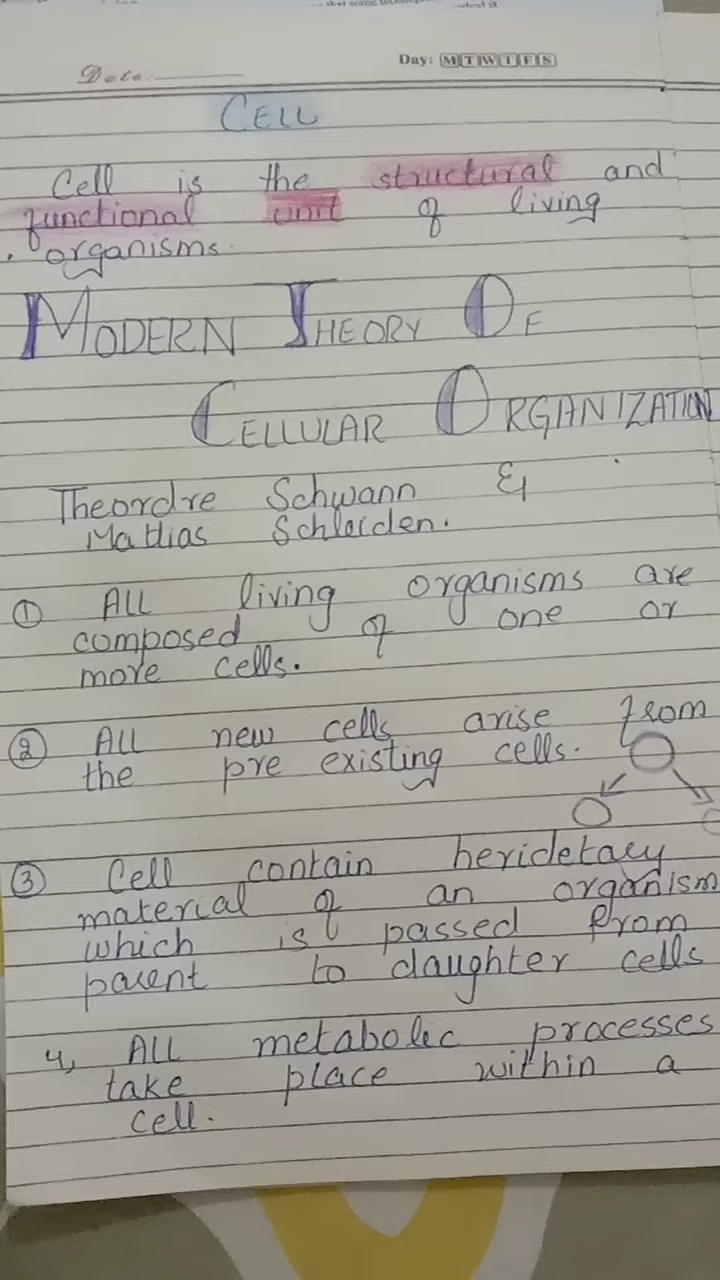 Date:
Day: M T W T F S
CELL
Cell is the structural and
functional unit of living
organisms.
MODERN THEORY OF
CELLULAR ORGANIZATION
Theordre Schwann &
Mattias Schleiden.
① All living organisms are
composed of one or
more cells.
② All new cells arise from
the pre existing cells.
③ Cell contain heridetary
material of an organism
which is passed from
parent to daughter cells
4, All metabolic processes
take place within a
cell.